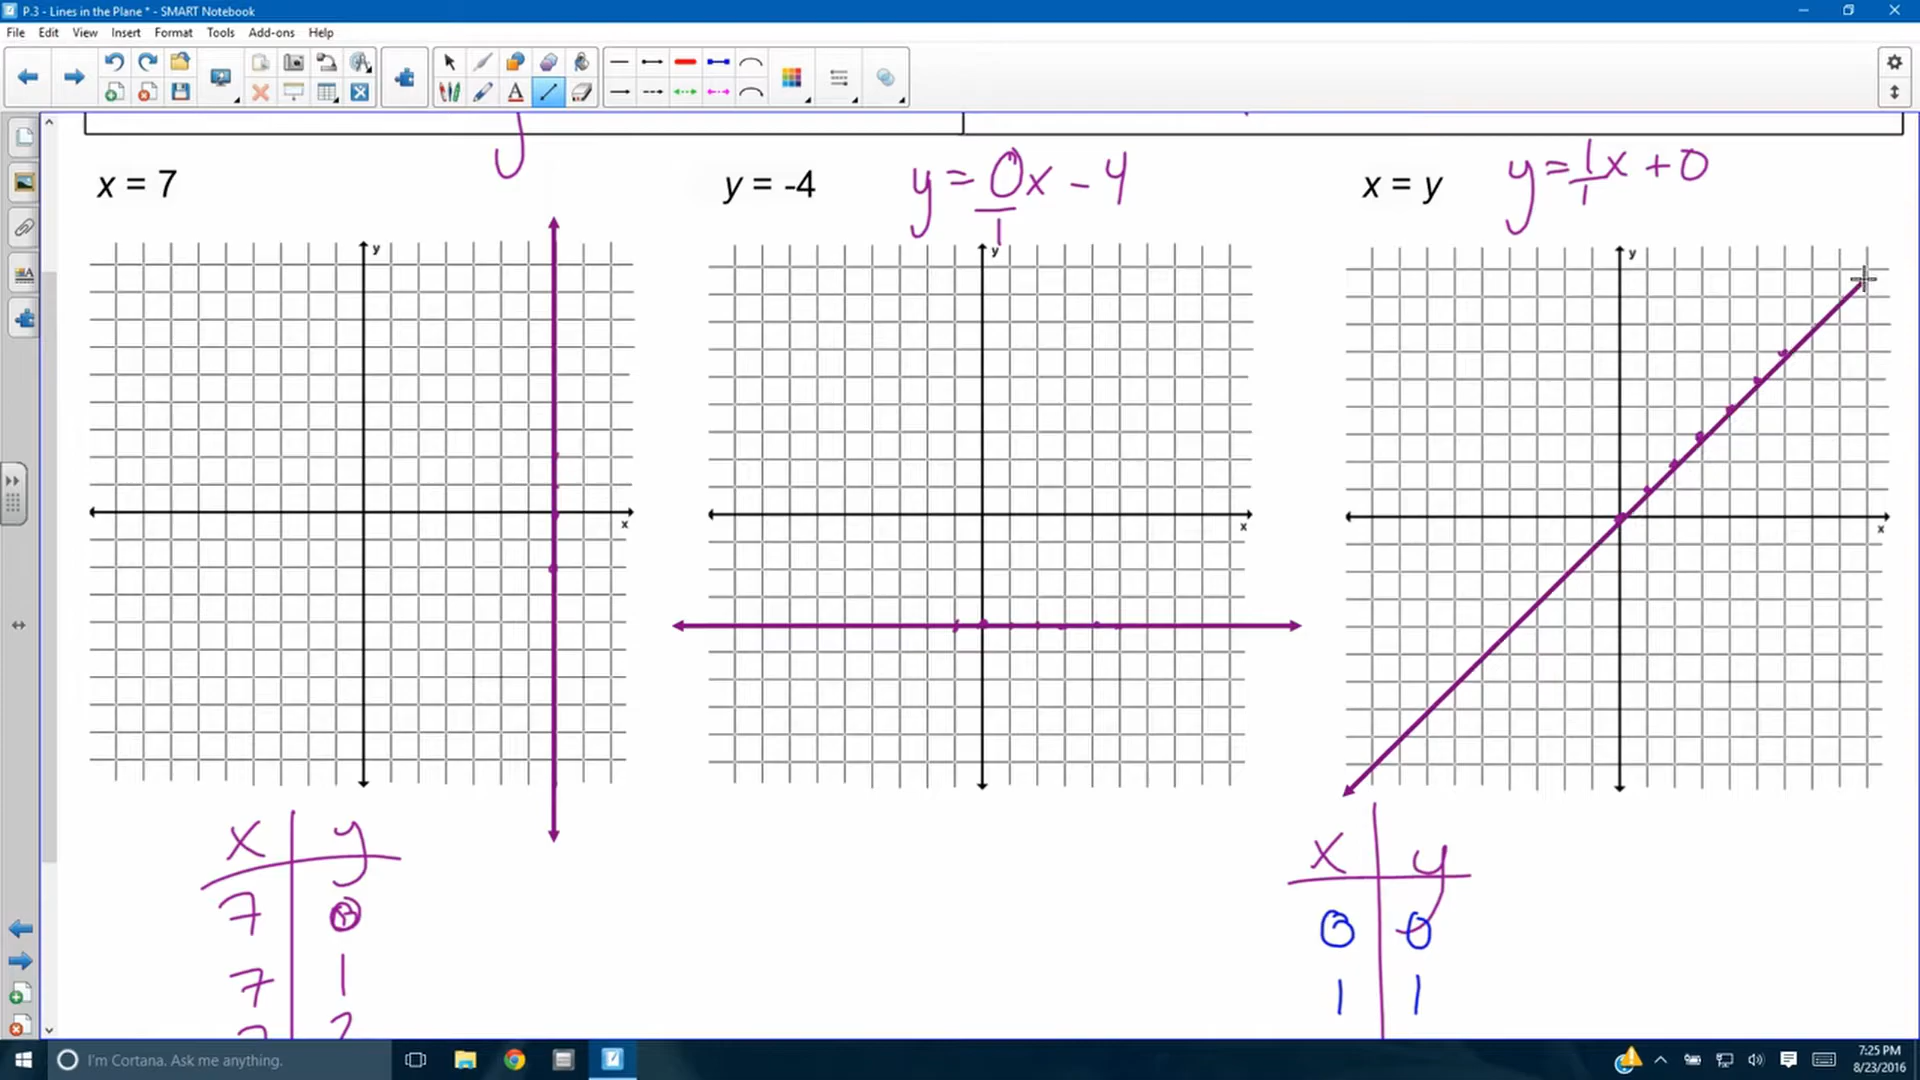 P.3 - Lines in the Plane * - SMART Notebook
File Edit View Insert Format Tools Add-ons Help
y
x = 7
y = -4
y = 0/1 x - 4
x = y
y = 1/1 x + 0
y
y
y
x
x
x
x y
7
7 1
2
x y
0 0
1 1
I'm Cortana. Ask me anything.
7:25 PM
8/23/2016